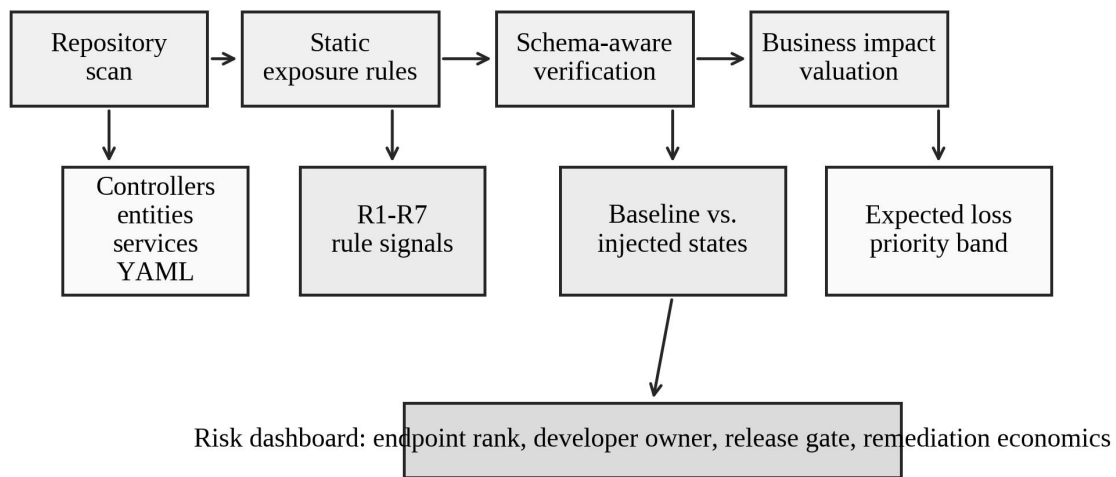 Repository
scan
Static
exposure rules
Schema-aware
verification
Business impact
valuation
Controllers
entities
services
YAML
R1-R7
rule signals
Baseline vs.
injected states
Expected loss
priority band
Risk dashboard: endpoint rank, developer owner, release gate, remediation economics